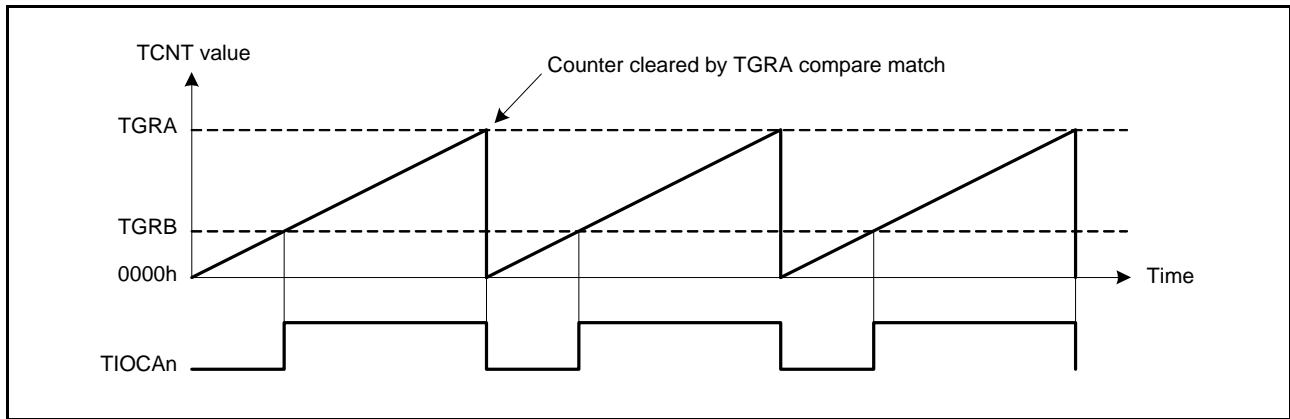 TCNT value
Counter cleared by TGRA compare match
TGRA
TGRB
0000h
Time
TIOCAn